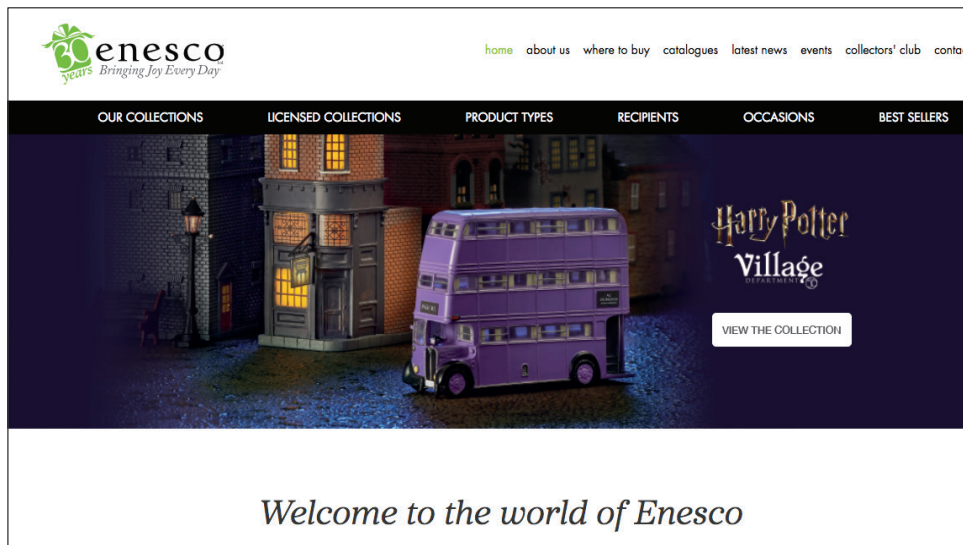 30
years
enesco
Bringing Joy Every Day
home about us where to buy catalogues latest news events collectors' club conta
OUR COLLECTIONS LICENSED COLLECTIONS PRODUCT TYPES RECIPIENTS OCCASIONS BEST SELLERS
Harry Potter
Village
DEPARTMENT 56
VIEW THE COLLECTION
Welcome to the world of Enesco